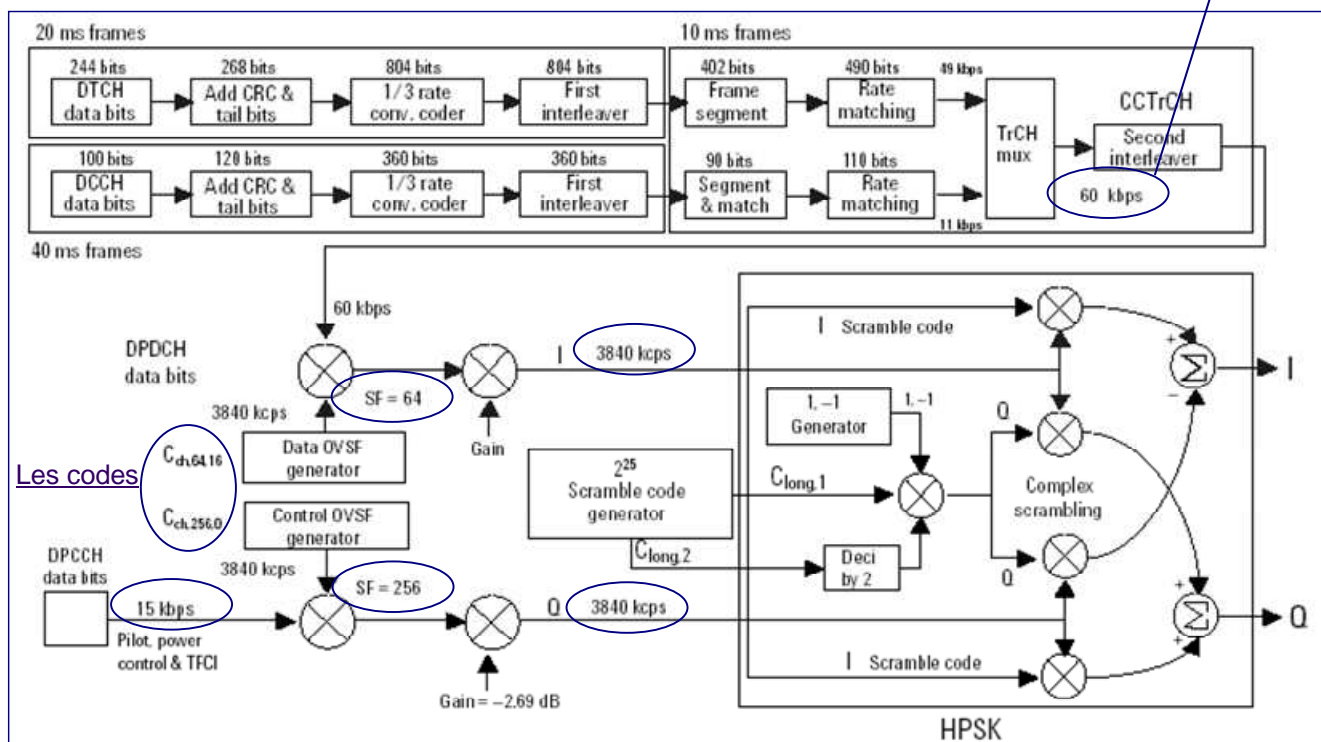 20 ms frames
10 ms frames
244 bits
268 bits
804 bits
804 bits
402 bits
490 bits
49 kbps
DTCH data bits
Add CRC & tail bits
1/3 rate conv. coder
First interleaver
Frame segment
Rate matching
TrCH mux
CCTrCH
Second interleaver
60 kbps
100 bits
120 bits
360 bits
360 bits
90 bits
110 bits
DCCH data bits
Add CRC & tail bits
1/3 rate conv. coder
First interleaver
Segment & match
Rate matching
11 kbps
40 ms frames
60 kbps
DPDCH
data bits
I
3840 kcps
SF = 64
3840 kcps
Gain
Data OVSF generator
Les codes
Cch,64,16
Cch,256,0
Control OVSF generator
3840 kcps
DPCCH
data bits
15 kbps
SF = 256
Q
3840 kcps
Pilot, power
control & TFCI
Gain = −2.69 dB
I Scramble code
1, −1 Generator
1, −1
2²⁵
Scramble code generator
Clong,1
Clong,2
Deci by 2
Q
Q
Complex
scrambling
I Scramble code
+
Σ
−
I
+
Σ
+
Q
HPSK